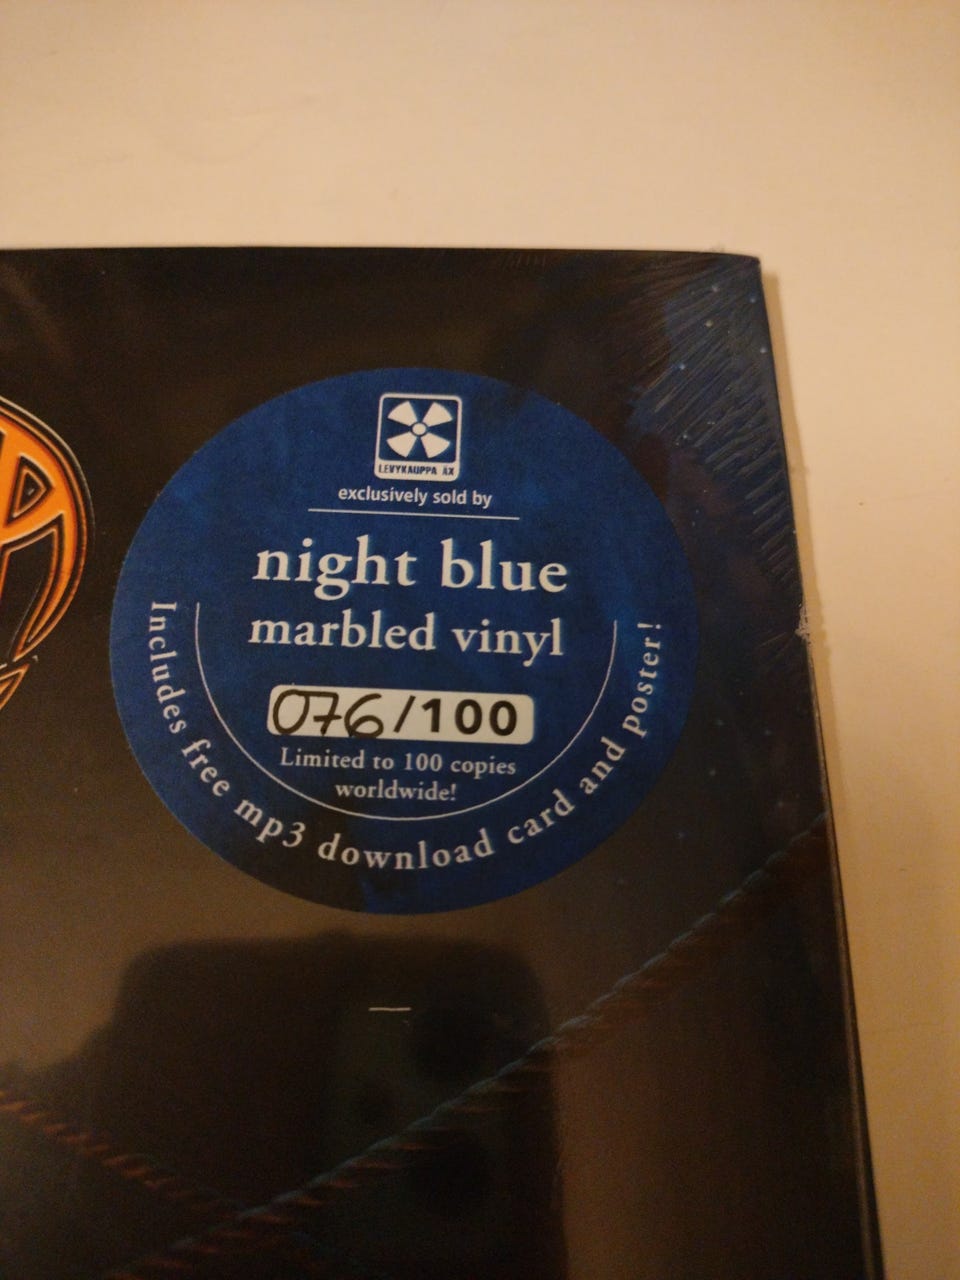 LEVYKAUPPA ÄX
exclusively sold by
night blue
marbled vinyl
076/100
Limited to 100 copies
worldwide!
Includes free mp3 download card and poster!